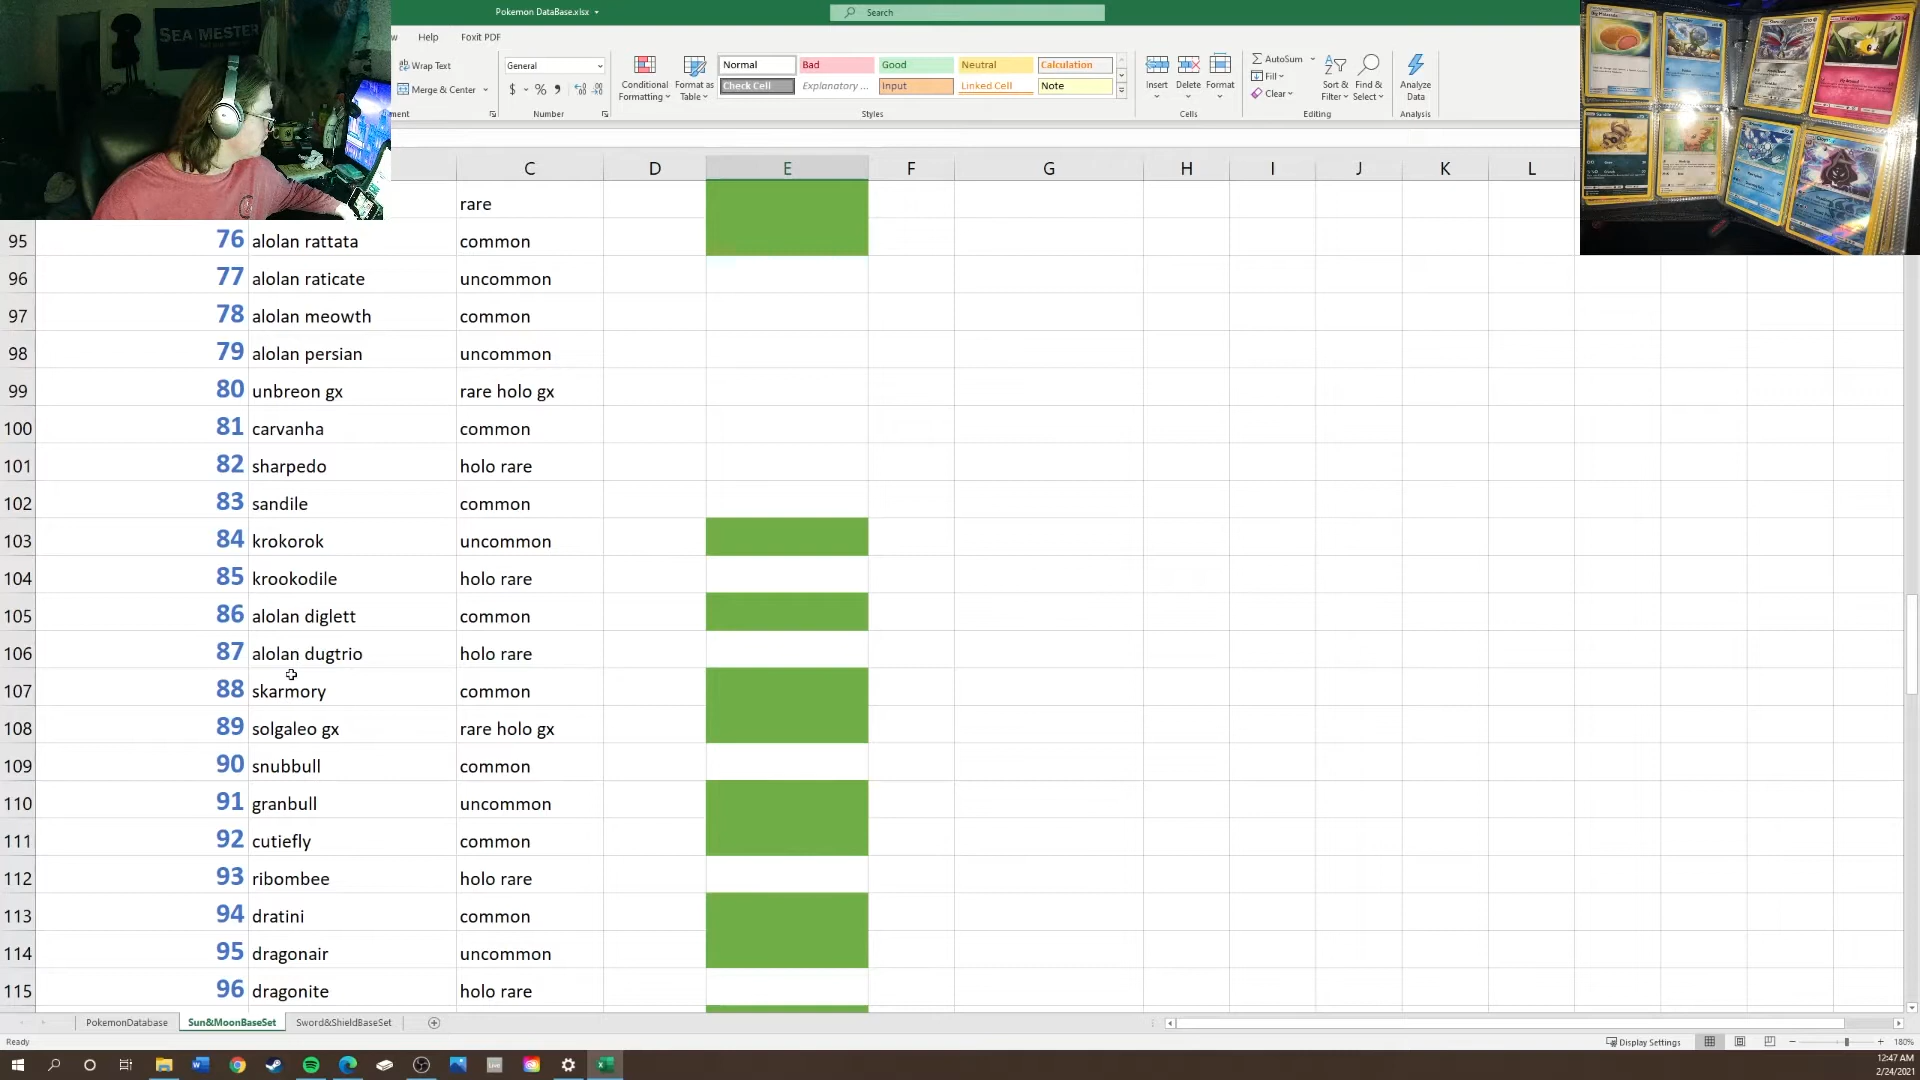 SEA MESTER
Pokemon DataBase.xlsx
Search
Help
Foxit PDF
Wrap Text
General
Conditional Formatting
Format as Table
Normal
Bad
Good
Neutral
Calculation
Check Cell
Explanatory ...
Input
Linked Cell
Note
Insert
Delete
Format
AutoSum
Fill
Clear
Sort & Filter
Find & Select
Analyze Data
Merge & Center
$ % 9
Number
Styles
Cells
Editing
Analysis
C D E F G H I J K L
rare
95 76 alolan rattata common
96 77 alolan raticate uncommon
97 78 alolan meowth common
98 79 alolan persian uncommon
99 80 unbreon gx rare holo gx
100 81 carvanha common
101 82 sharpedo holo rare
102 83 sandile common
103 84 krokorok uncommon
104 85 krookodile holo rare
105 86 alolan diglett common
106 87 alolan dugtrio holo rare
107 88 skarmory common
108 89 solgaleo gx rare holo gx
109 90 snubbull common
110 91 granbull uncommon
111 92 cutiefly common
112 93 ribombee holo rare
113 94 dratini common
114 95 dragonair uncommon
115 96 dragonite holo rare
PokemonDatabase Sun&MoonBaseSet Sword&ShieldBaseSet
Ready
Display Settings
180%
12:47 AM
2/24/2021